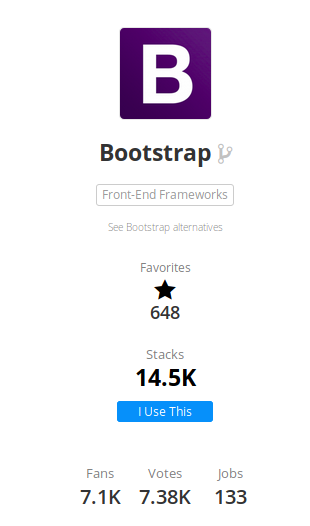 B
Bootstrap
Front-End Frameworks
See Bootstrap alternatives
Favorites
648
Stacks
14.5K
I Use This
Fans Votes Jobs
7.1K 7.38K 133